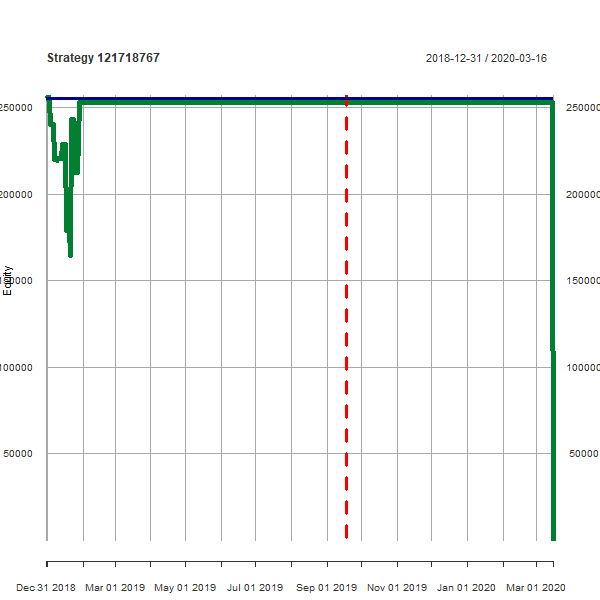 Strategy 121718767
2018-12-31 / 2020-03-16
250000 250000
200000 200000
Equity
150000 150000
100000 100000
50000 50000
Dec 31 2018 Mar 01 2019 May 01 2019 Jul 01 2019 Sep 01 2019 Nov 01 2019 Jan 01 2020 Mar 01 2020